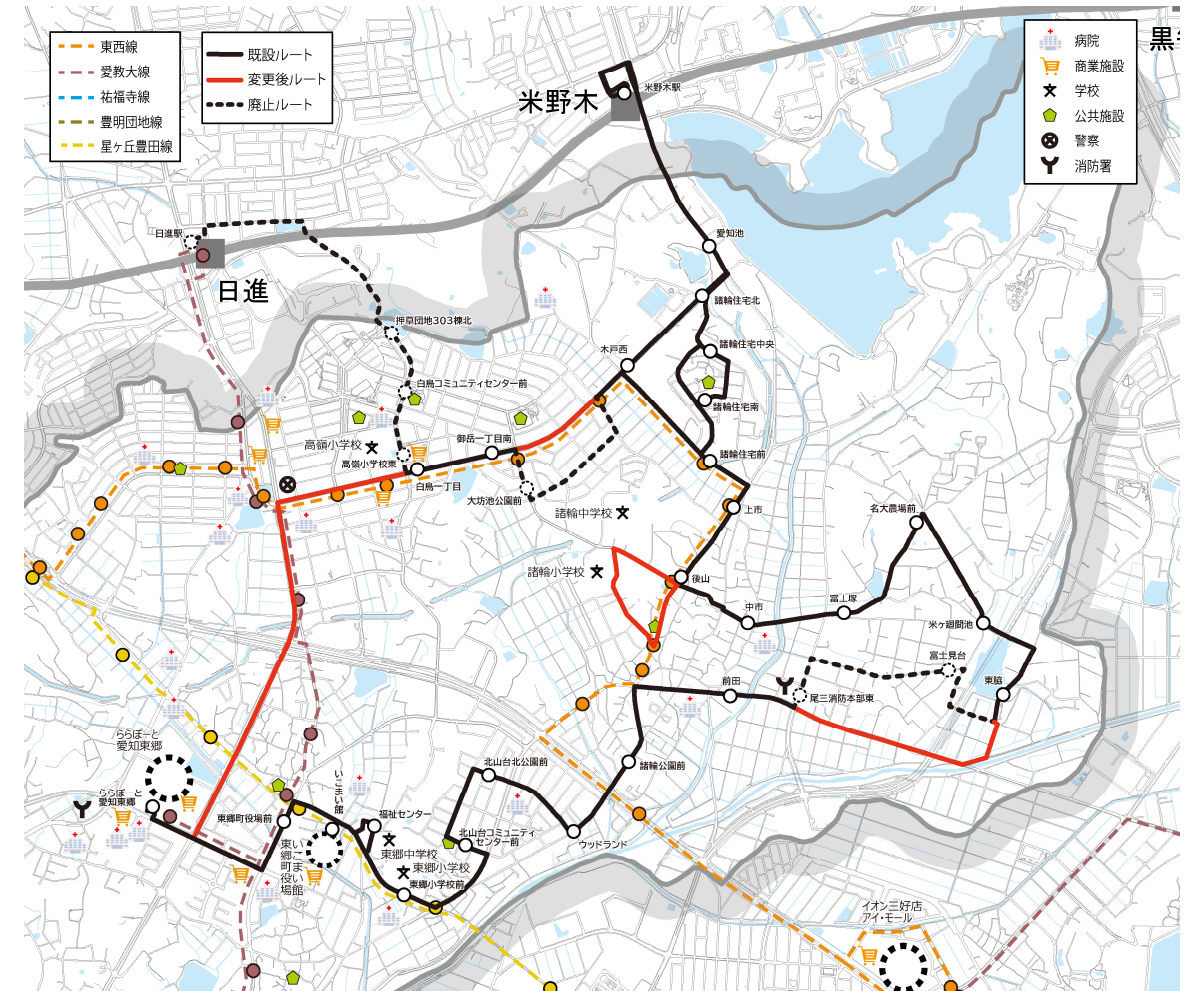 東西線
愛教大線
祐福寺線
豊明団地線
星ヶ丘豊田線
既設ルート
変更後ルート
廃止ルート
病院
商業施設
学校
公共施設
警察
消防署
米野木
米野木駅
日進駅
日進
愛知池
諸輪住宅北
押草団地303棟北
木戸西
諸輪住宅中央
白鳥コミュニティセンター前
諸輪住宅南
高嶺小学校
御岳一丁目南
高嶺小学校東
白鳥一丁目
諸輪住宅前
大坊池公園前
諸輪中学校
上市
名大農場前
諸輪小学校
後山
中市
富士塚
米ヶ廻間池
富士見台
前田
尾三消防本部東
東脇
ららぽーと
愛知東郷
ららぽーと
愛知東郷
いこまい館
北山台北公園前
諸輪公園前
東郷町役場前
福祉センター
北山台コミュニティ
センター前
ウッドランド
いこまい館
東郷町役場
東郷中学校
東郷小学校
東郷小学校前
イオン三好店
アイ・モール